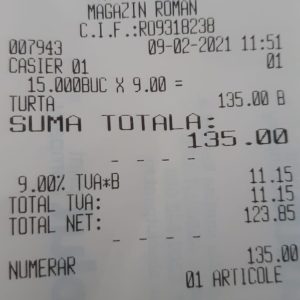 MAGAZIN ROMAN
C.I.F.:RO9318238
007943 09-02-2021 11:51
CASIER 01 01
15.000BUC X 9.00 =
TURTA 135.00 B
SUMA TOTALA:
135.00
- - - -
9.00% TVA*B 11.15
TOTAL TVA: 11.15
TOTAL NET: 123.85
- - - -
NUMERAR 135.00
01 ARTICOLE